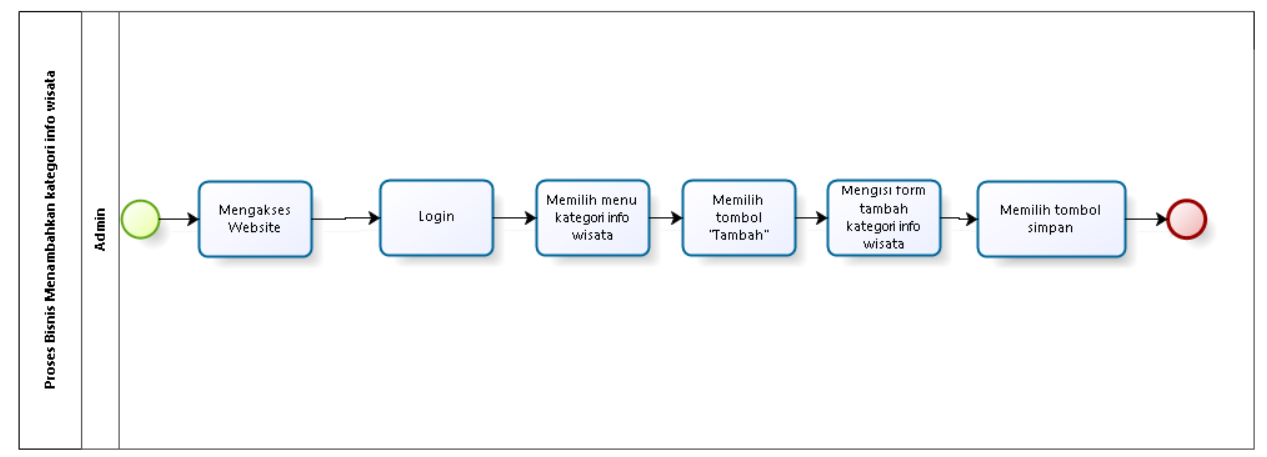 Proses Bisnis Menambahkan kategori info wisata
Admin
Mengakses
Website
Login
Memilih menu
kategori info
wisata
Memilih
tombol
"Tambah"
Mengisi form
tambah
kategori info
wisata
Memilih tombol
simpan